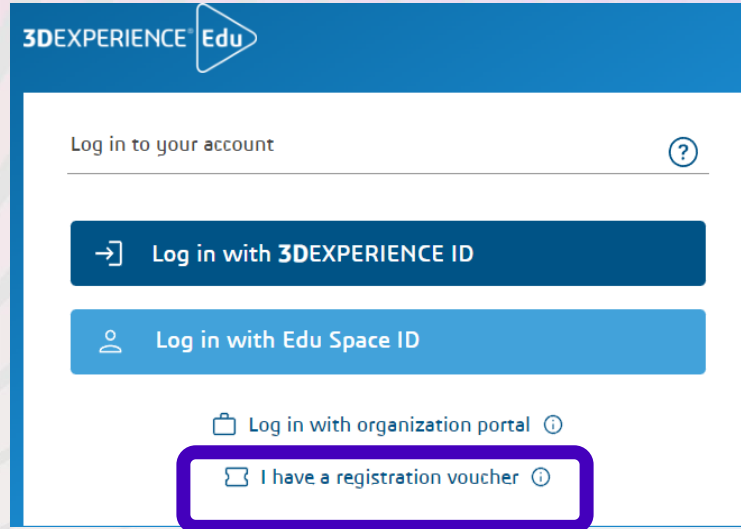 3DEXPERIENCE® Edu
Log in to your account
?
Log in with 3DEXPERIENCE ID
Log in with Edu Space ID
Log in with organization portal i
I have a registration voucher i